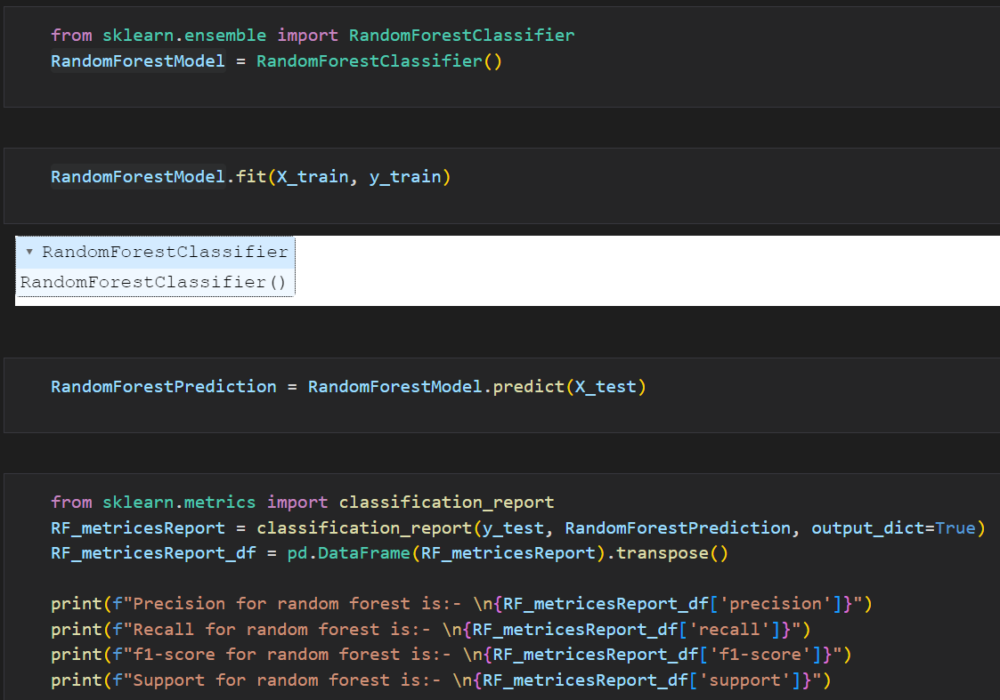 from sklearn.ensemble import RandomForestClassifier
RandomForestModel = RandomForestClassifier()
RandomForestModel.fit(X_train, y_train)
▾ RandomForestClassifier
RandomForestClassifier()
RandomForestPrediction = RandomForestModel.predict(X_test)
from sklearn.metrics import classification_report
RF_metricesReport = classification_report(y_test, RandomForestPrediction, output_dict=True)
RF_metricesReport_df = pd.DataFrame(RF_metricesReport).transpose()
print(f"Precision for random forest is:- \n{RF_metricesReport_df['precision']}")
print(f"Recall for random forest is:- \n{RF_metricesReport_df['recall']}")
print(f"f1-score for random forest is:- \n{RF_metricesReport_df['f1-score']}")
print(f"Support for random forest is:- \n{RF_metricesReport_df['support']}")